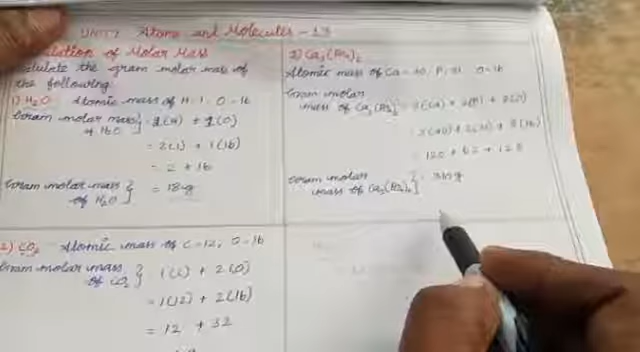 UNIT: Atoms and Molecules - 13
Calculation of Molar Mass
Calculate the gram molar mass of
the following:
1) H₂O Atomic mass of H=1, O=16
Gram molar mass of H₂O } = 2(H) + 1(O)
= 2(1) + 1(16)
= 2 + 16
Gram molar mass of H₂O } = 18g
2) CO₂ Atomic mass of C=12, O=16
Gram molar mass of CO₂ } 1(C) + 2(O)
= 1(12) + 2(16)
= 12 + 32
3) Ca₃(PO₄)₂
Atomic mass of Ca=40, P=31 O=16
Gram molar
mass of Ca₃(PO₄)₂ } = 3(Ca) + 2(P) + 8(O)
= 3(40) + 2(31) + 8(16)
= 120 + 62 + 128
Gram molar
mass of Ca₃(PO₄)₂ } = 310g